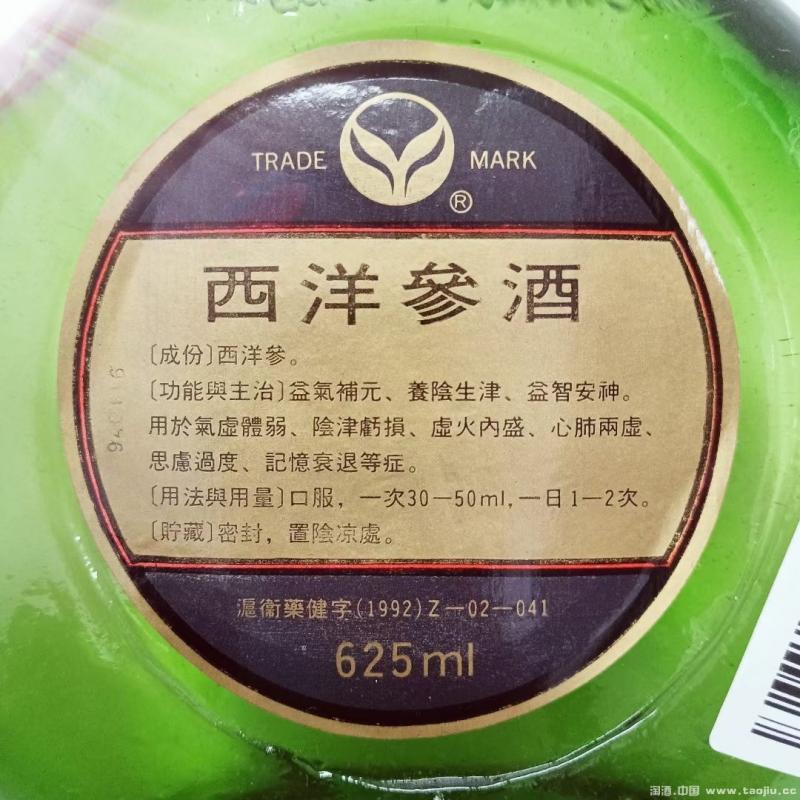 TRADE MARK
®
西洋參酒
〔成份〕西洋參。
〔功能與主治〕益氣補元、養陰生津、益智安神。
用於氣虛體弱、陰津虧損、虛火內盛、心肺兩虛、
思慮過度、記憶衰退等症。
〔用法與用量〕口服，一次30—50ml,一日1—2次。
〔貯藏〕密封，置陰凉處。
滬衞藥健字(1992)Z—02—041
625ml
淘酒.中国 www.taojiu.cc